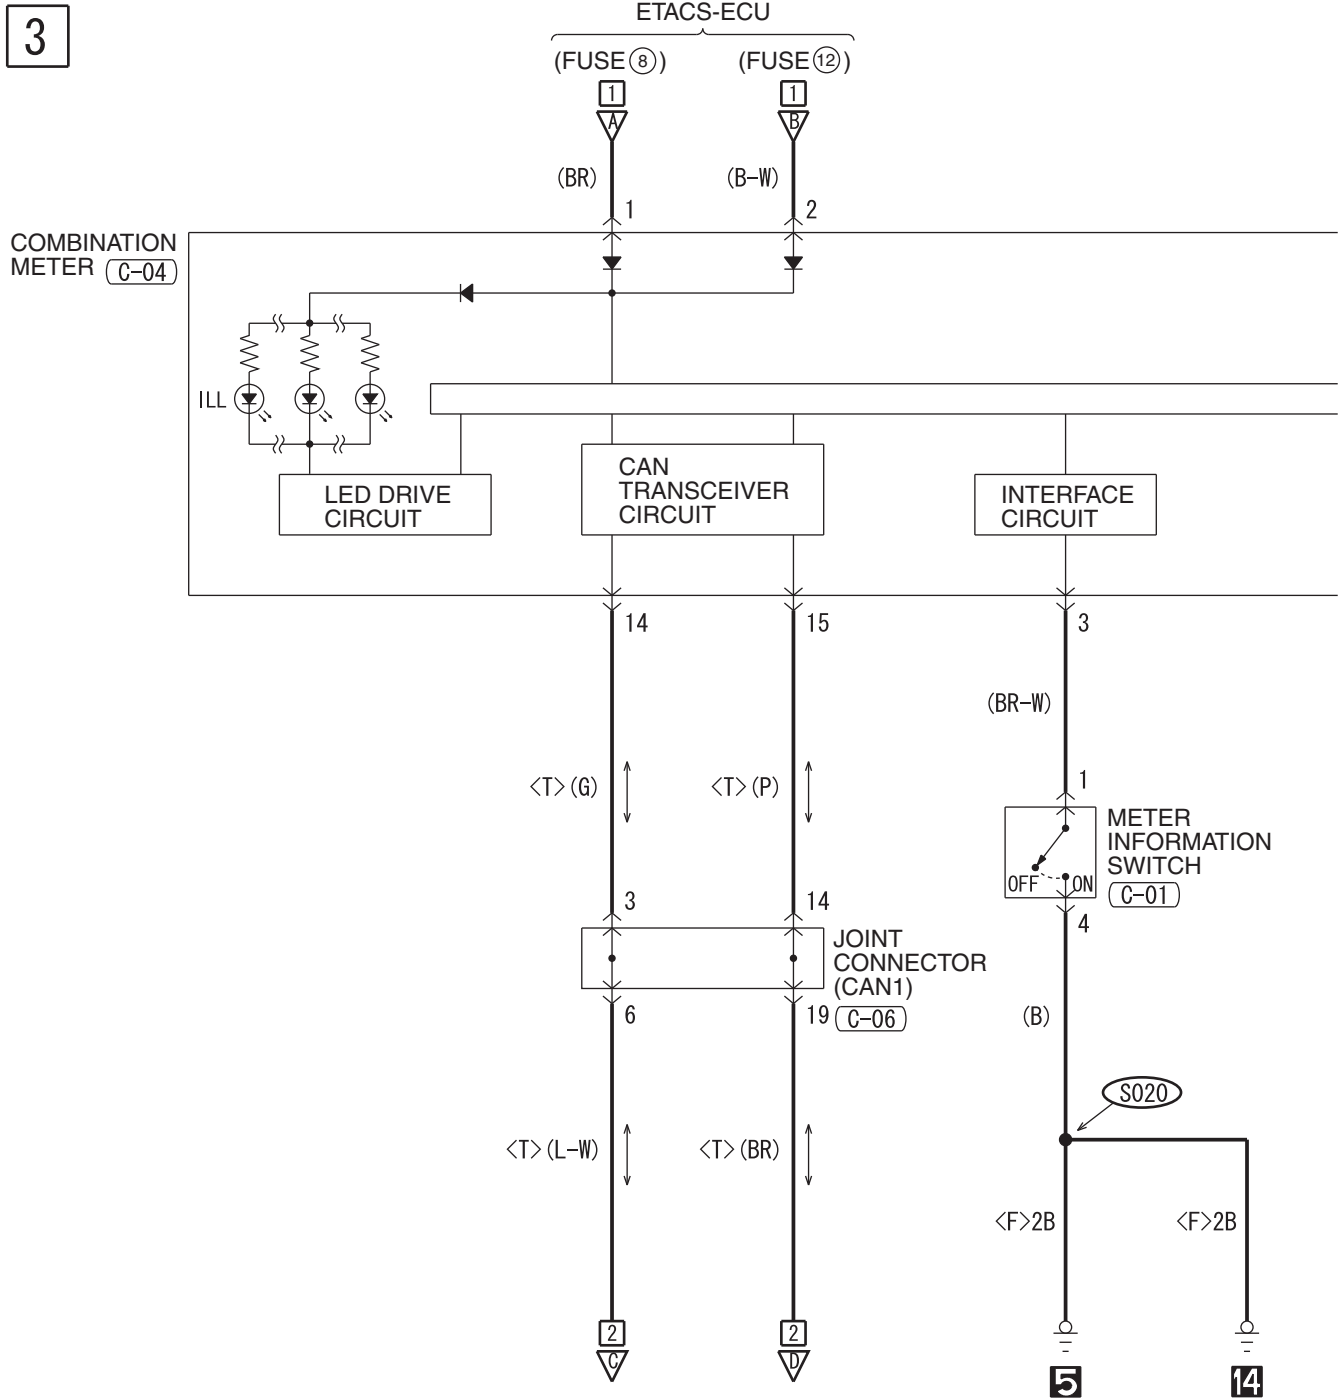 3
ETACS-ECU
(FUSE⑧) (FUSE⑫)
1 1
A B
(BR) (B-W)
1 2
COMBINATION
METER C-04
ILL
LED DRIVE
CIRCUIT
CAN
TRANSCEIVER
CIRCUIT
INTERFACE
CIRCUIT
14 15 3
(BR-W)
<T>(G) <T>(P)
1
METER
INFORMATION
SWITCH
C-01
OFF ON
3 14
4
JOINT
CONNECTOR
(CAN1)
C-06
6 19
(B)
S020
<T>(L-W) <T>(BR)
<F>2B <F>2B
2 2
C D
5 14